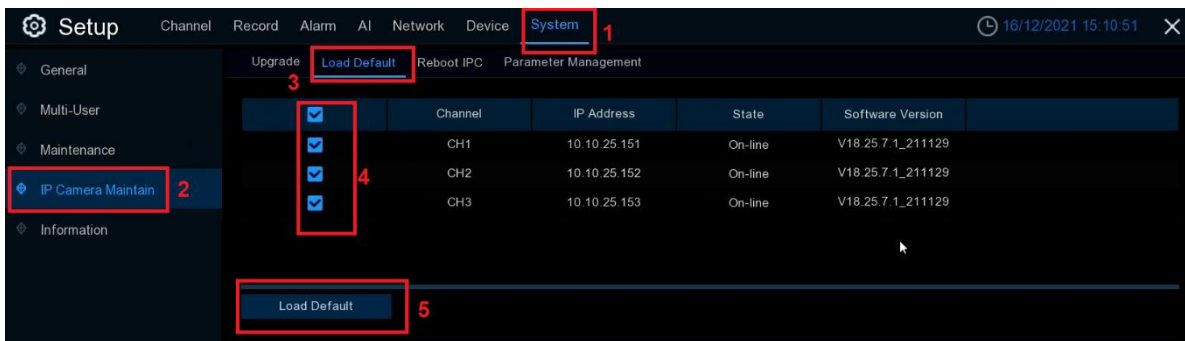 Setup Channel Record Alarm AI Network Device System 1 16/12/2021 15:10:51
General
Multi-User
Maintenance
IP Camera Maintain 2
Information
Upgrade Load Default Reboot IPC Parameter Management
3
Channel IP Address State Software Version
CH1 10.10.25.151 On-line V18.25.7.1_211129
CH2 10.10.25.152 On-line V18.25.7.1_211129
4
CH3 10.10.25.153 On-line V18.25.7.1_211129
Load Default 5